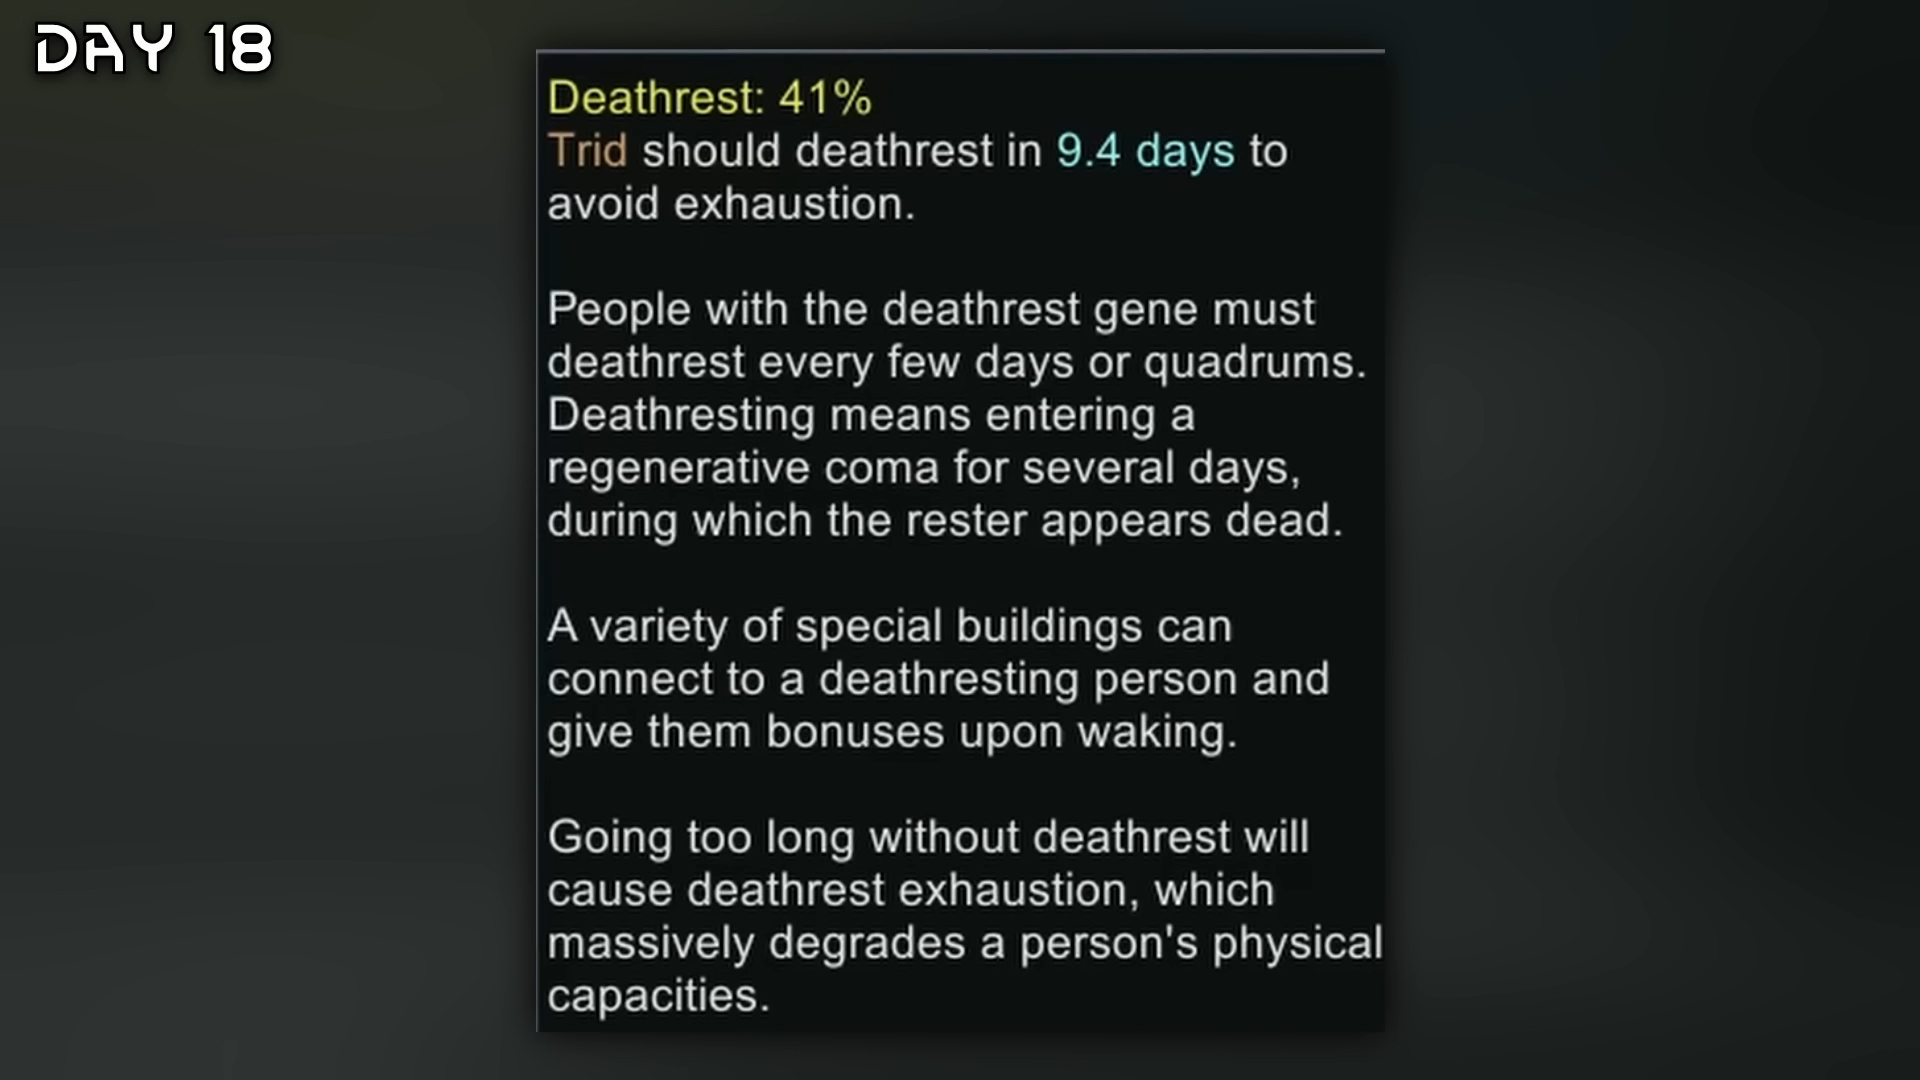 DAY 18
Deathrest: 41%
Trid should deathrest in 9.4 days to
avoid exhaustion.
People with the deathrest gene must
deathrest every few days or quadrums.
Deathresting means entering a
regenerative coma for several days,
during which the rester appears dead.
A variety of special buildings can
connect to a deathresting person and
give them bonuses upon waking.
Going too long without deathrest will
cause deathrest exhaustion, which
massively degrades a person's physical
capacities.